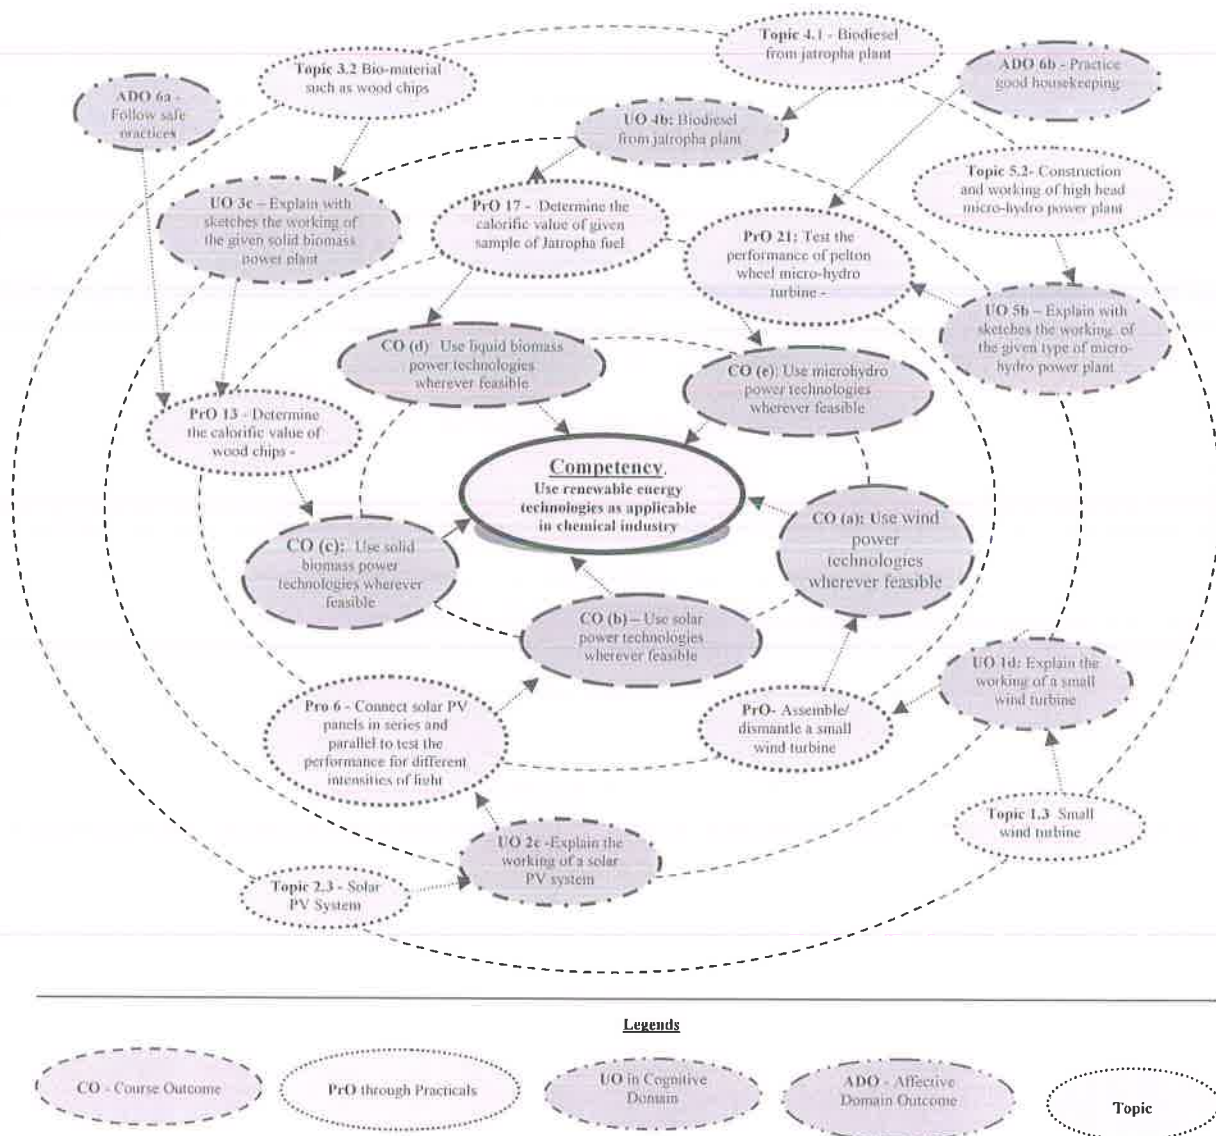 Topic 4.1 - Biodiesel
from jatropha plant
Topic 3.2 Bio-material
such as wood chips
ADO 6b - Practice
good housekeeping
ADO 6a -
Follow safe
practices
UO 4b: Biodiesel
from jatropha plant
Topic 5.2- Construction
and working of high head
micro-hydro power plant
UO 3c – Explain with
sketches the working of
the given solid biomass
power plant
PrO 17 - Determine the
calorific value of given
sample of Jatropha fuel
PrO 21: Test the
performance of pelton
wheel micro-hydro
turbine -
UO 5b – Explain with
sketches the working of
the given type of micro-
hydro power plant
CO (d) Use liquid biomass
power technologies
wherever feasible
CO (e): Use microhydro
power technologies
wherever feasible
PrO 13 - Determine
the calorific value of
wood chips -
Competency.
Use renewable energy
technologies as applicable
in chemical industry
CO (a): Use wind
power
technologies
wherever feasible
CO (c): Use solid
biomass power
technologies wherever
feasible
CO (b) – Use solar
power technologies
wherever feasible
UO 1d: Explain the
working of a small
wind turbine
Pro 6 - Connect solar PV
panels in series and
parallel to test the
performance for different
intensities of light
PrO- Assemble/
dismantle a small
wind turbine
Topic 1.3 Small
wind turbine
UO 2c -Explain the
working of a solar
PV system
Topic 2.3 - Solar
PV System
Legends
CO - Course Outcome
PrO through Practicals
UO in Cognitive
Domain
ADO - Affective
Domain Outcome
Topic